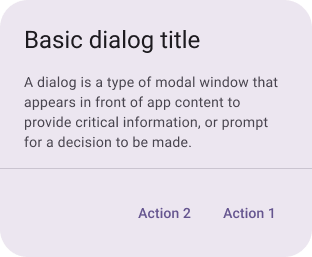 Basic dialog title
A dialog is a type of modal window that
appears in front of app content to
provide critical information, or prompt
for a decision to be made.
Action 2 Action 1